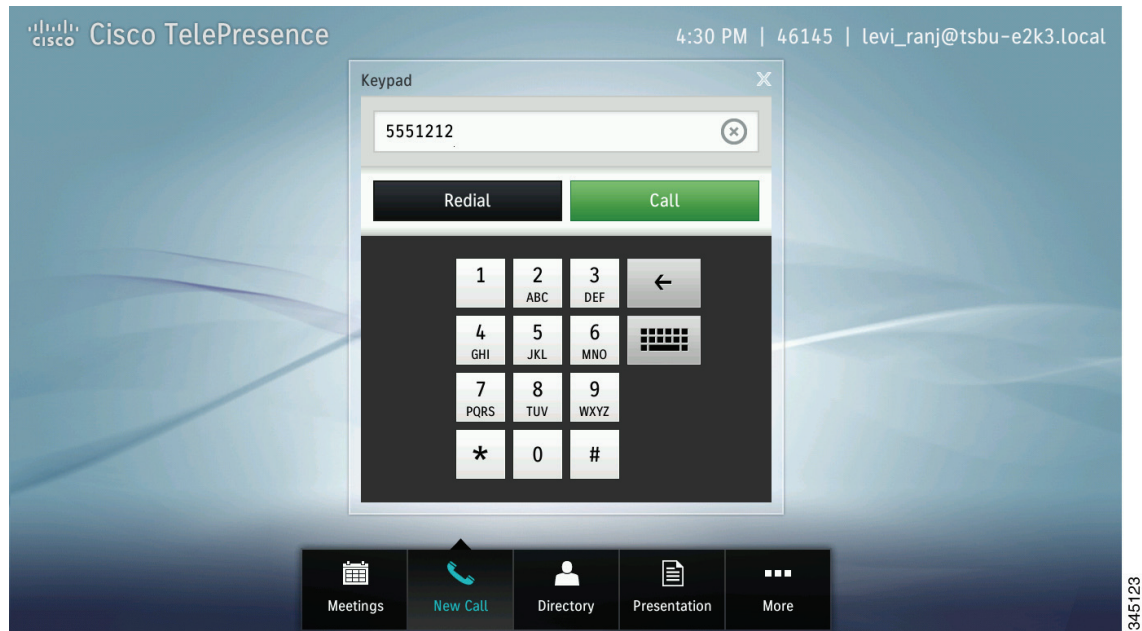 cisco Cisco TelePresence
4:30 PM | 46145 | levi_ranj@tsbu-e2k3.local
Keypad X
5551212
Redial Call
1 2 3 ←
ABC DEF
4 5 6
GHI JKL MNO
7 8 9
PQRS TUV WXYZ
* 0 #
Meetings New Call Directory Presentation More
345123